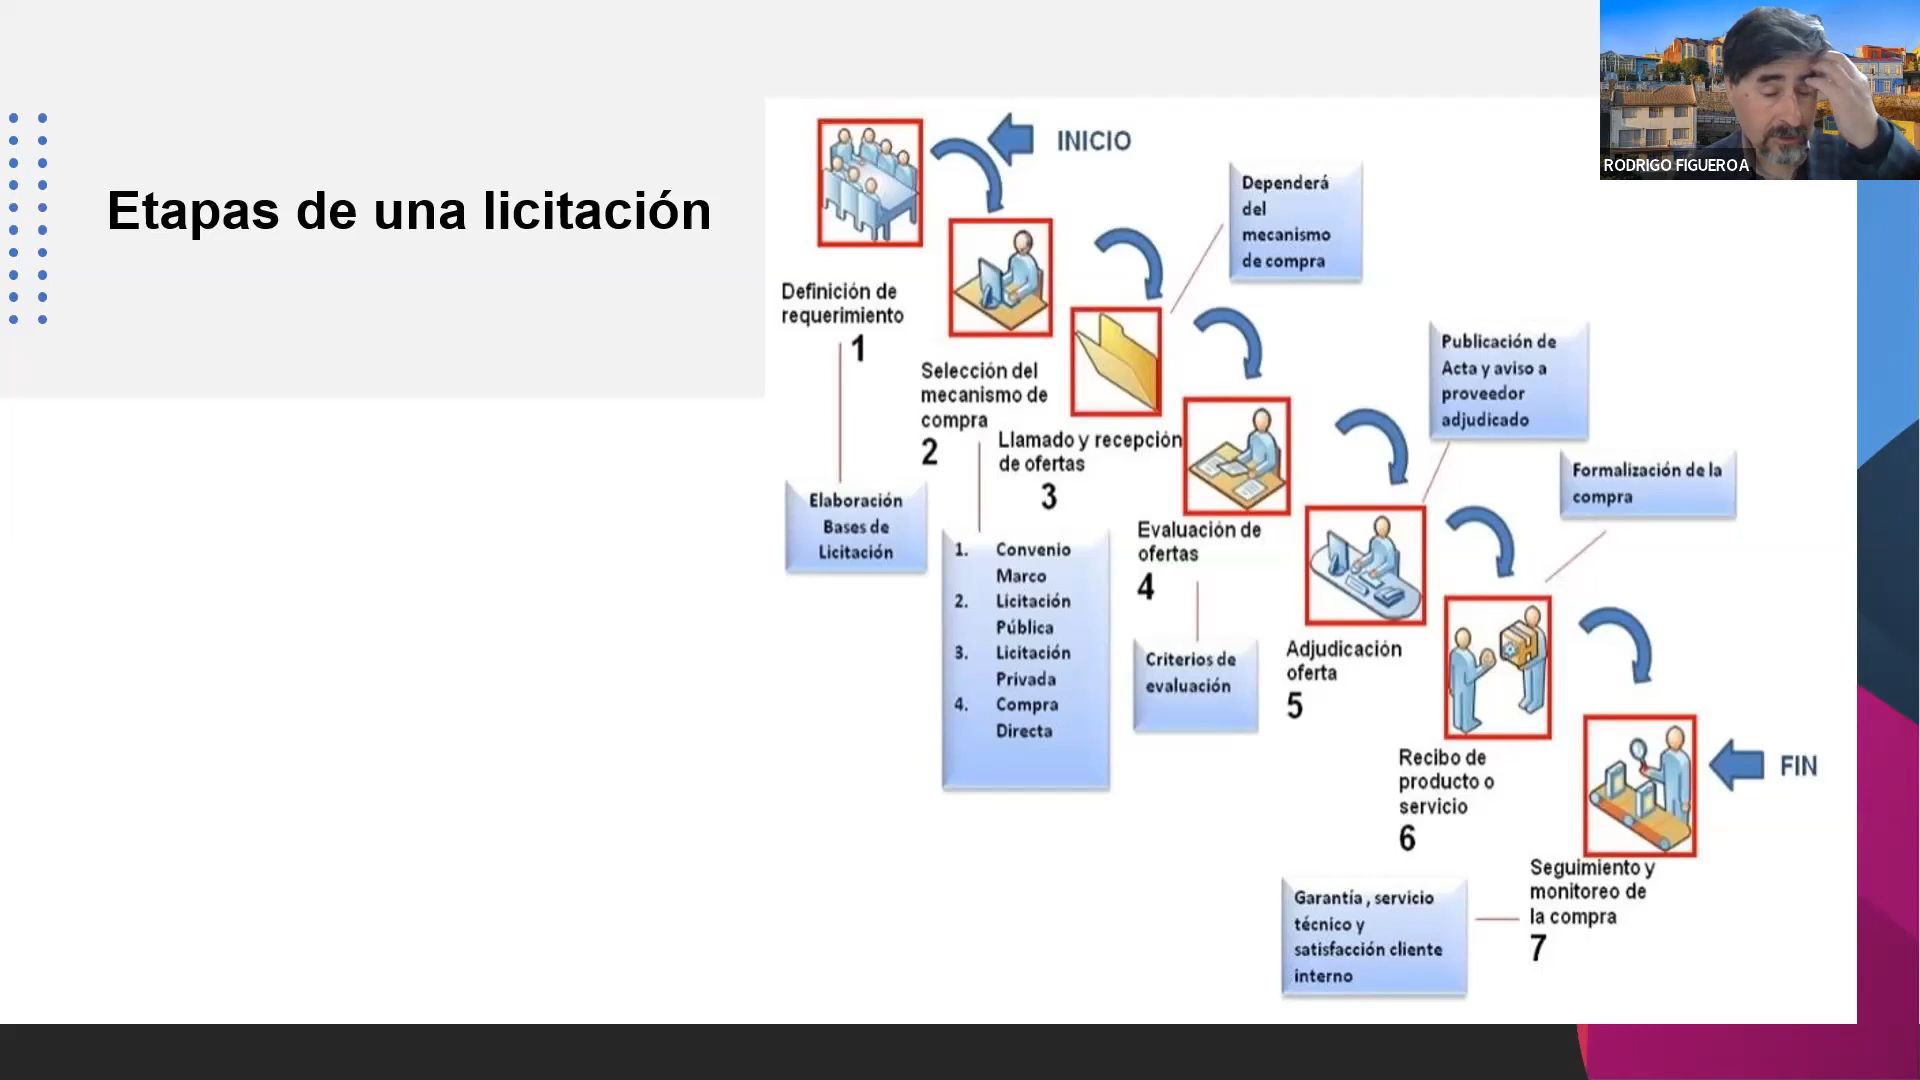 RODRIGO FIGUEROA
Etapas de una licitación
INICIO
Definición de
requerimiento
1
Elaboración
Bases de
Licitación
Selección del
mecanismo de
compra
2
1. Convenio
Marco
2. Licitación
Pública
3. Licitación
Privada
4. Compra
Directa
Dependerá
del
mecanismo
de compra
Llamado y recepción
de ofertas
3
Evaluación de
ofertas
4
Criterios de
evaluación
Publicación de
Acta y aviso a
proveedor
adjudicado
Adjudicación
oferta
5
Formalización de la
compra
Recibo de
producto o
servicio
6
FIN
Seguimiento y
monitoreo de
la compra
7
Garantía , servicio
técnico y
satisfacción cliente
interno